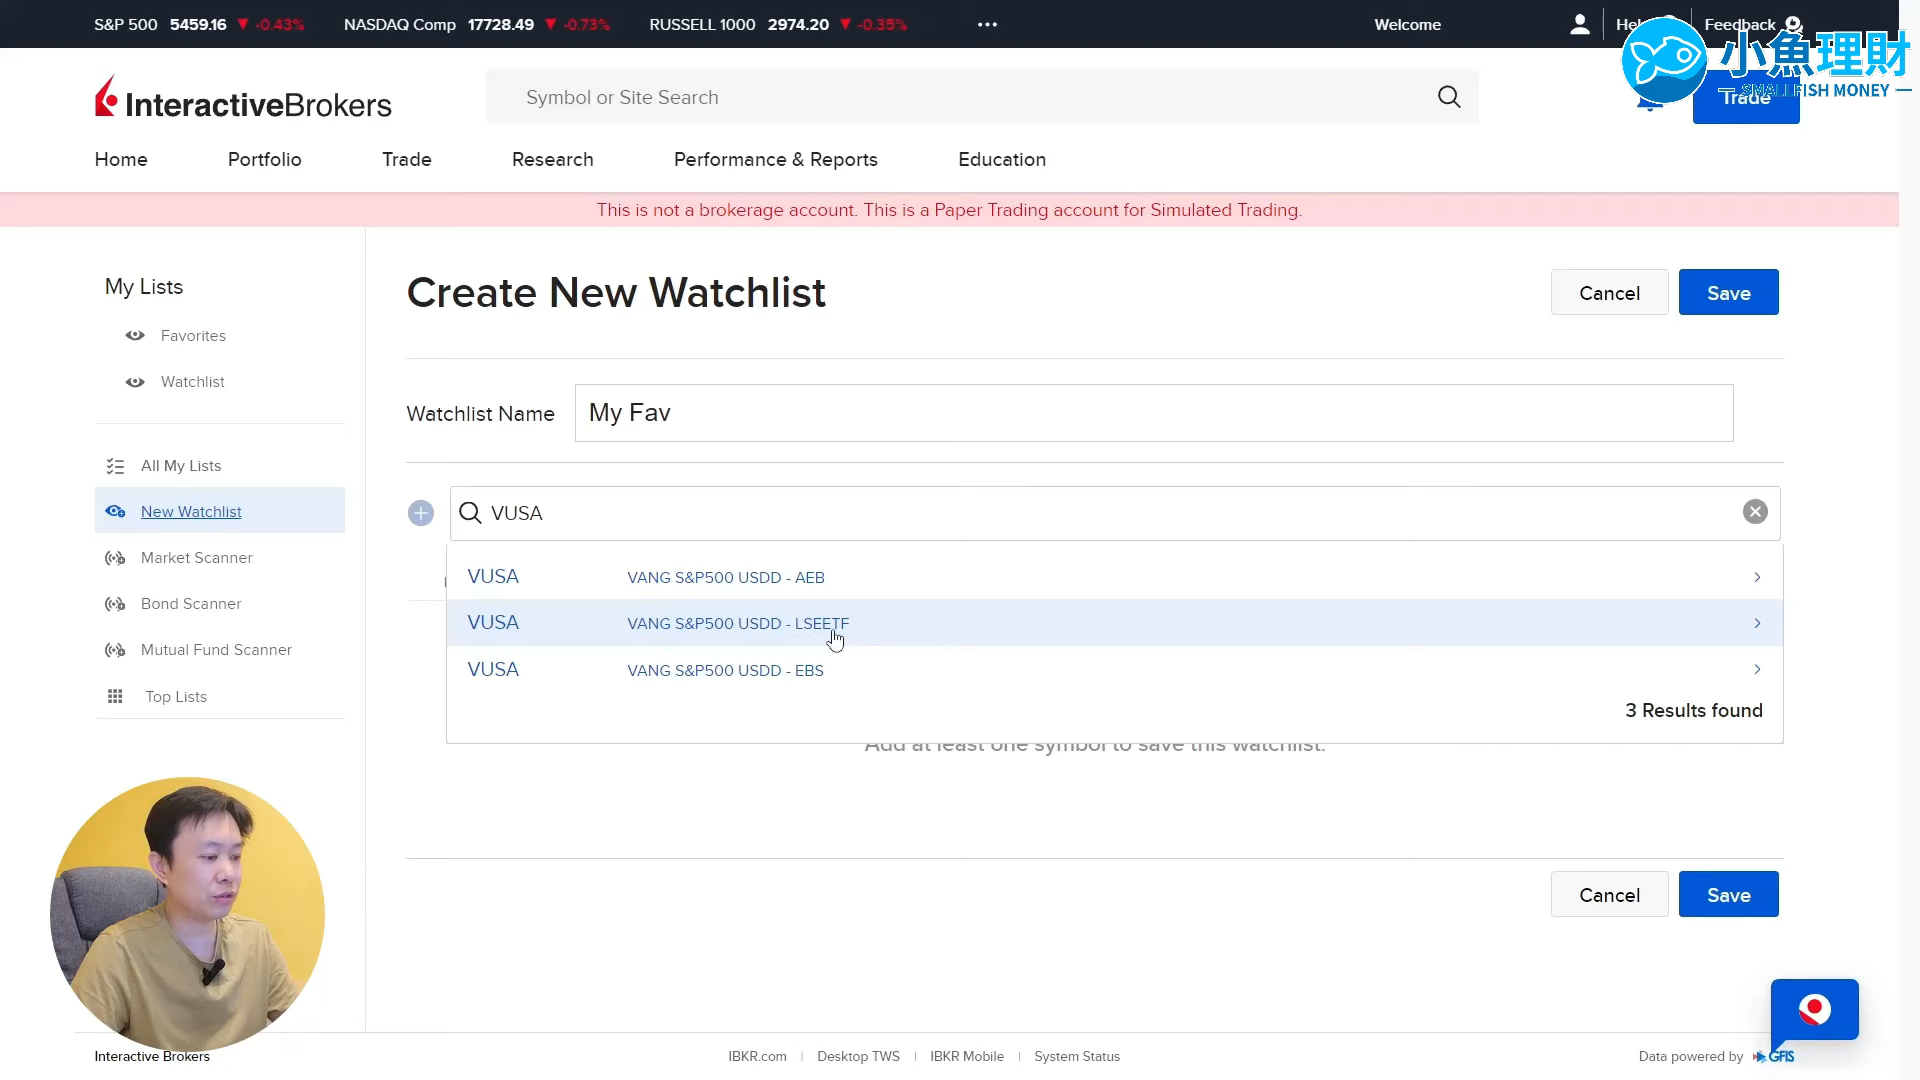 S&P 500 5459.16 -0.43% NASDAQ Comp 17728.49 -0.73% RUSSELL 1000 2974.20 -0.35% ••• Welcome Feedback
小魚理財
SMALLFISH MONEY
InteractiveBrokers
Symbol or Site Search
Trade
Home Portfolio Trade Research Performance & Reports Education
This is not a brokerage account. This is a Paper Trading account for Simulated Trading.
My Lists
Favorites
Watchlist
All My Lists
New Watchlist
Market Scanner
Bond Scanner
Mutual Fund Scanner
Top Lists
Create New Watchlist
Cancel Save
Watchlist Name My Fav
VUSA
VUSA VANG S&P500 USDD - AEB
VUSA VANG S&P500 USDD - LSEETF
VUSA VANG S&P500 USDD - EBS
3 Results found
Add at least one symbol to save this watchlist.
Cancel Save
Interactive Brokers IBKR.com | Desktop TWS | IBKR Mobile | System Status Data powered by GFIS